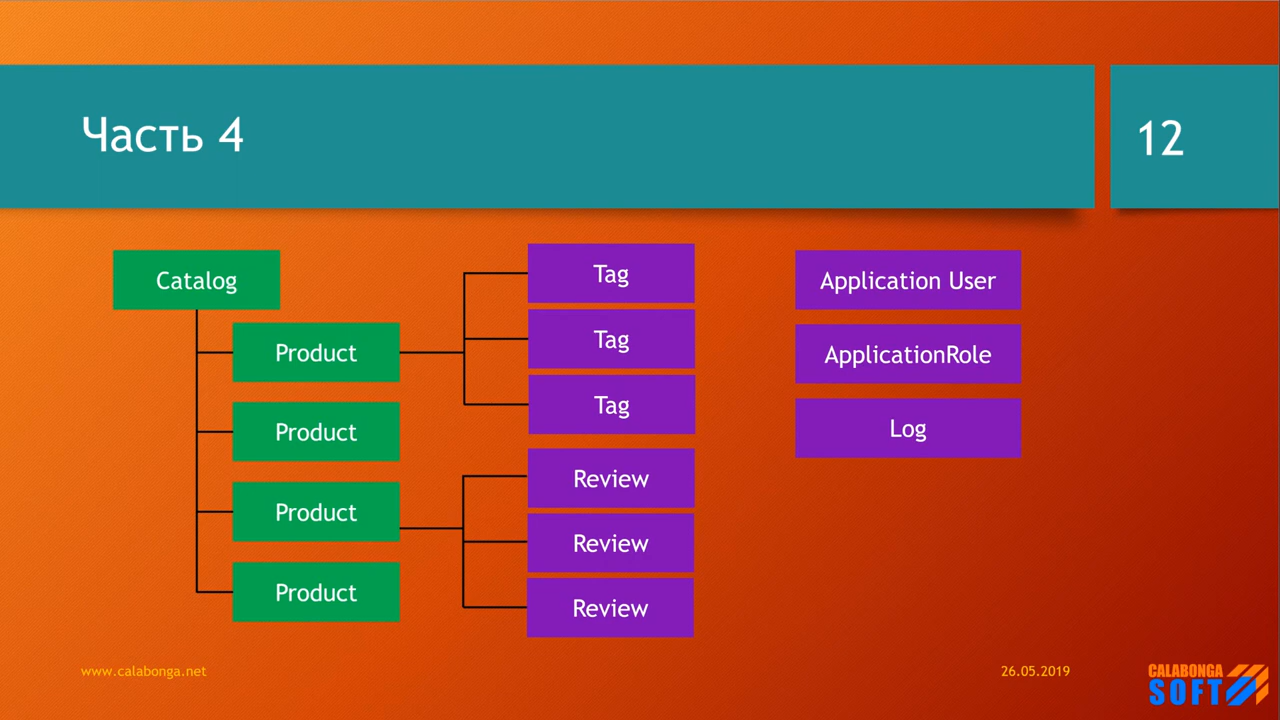 Часть 4
12
Catalog
Product
Product
Product
Product
Tag
Tag
Tag
Review
Review
Review
Application User
ApplicationRole
Log
www.calabonga.net
26.05.2019
CALABONGA
SOFT